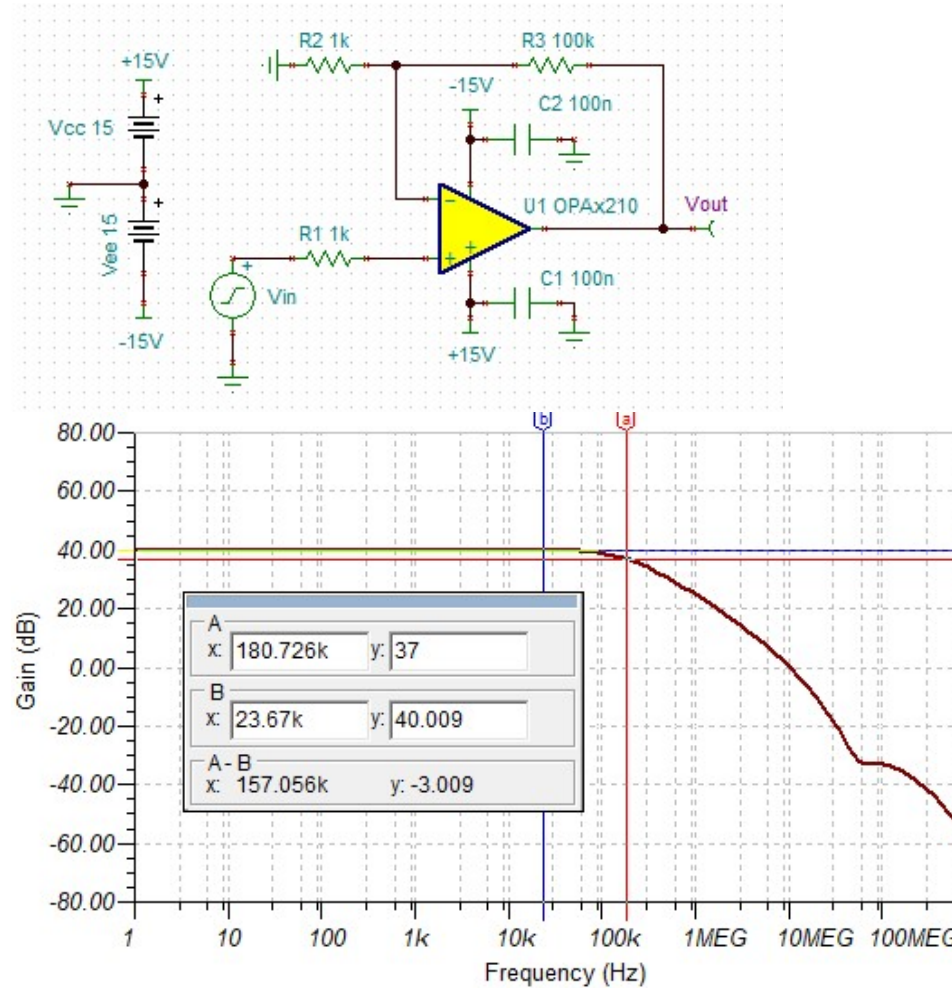 R2 1k
R3 100k
+15V
-15V
C2 100n
Vcc 15
+
+
Vee 15
-15V
R1 1k
+
Vin
−
+
+
U1 OPAx210
Vout
C1 100n
+15V
b
a
80.00
60.00
40.00
20.00
0.00
-20.00
-40.00
-60.00
-80.00
Gain (dB)
A
x: 180.726k y: 37
B
x: 23.67k y: 40.009
A - B
x: 157.056k y: -3.009
1 10 100 1k 10k 100k 1MEG 10MEG 100MEG
Frequency (Hz)